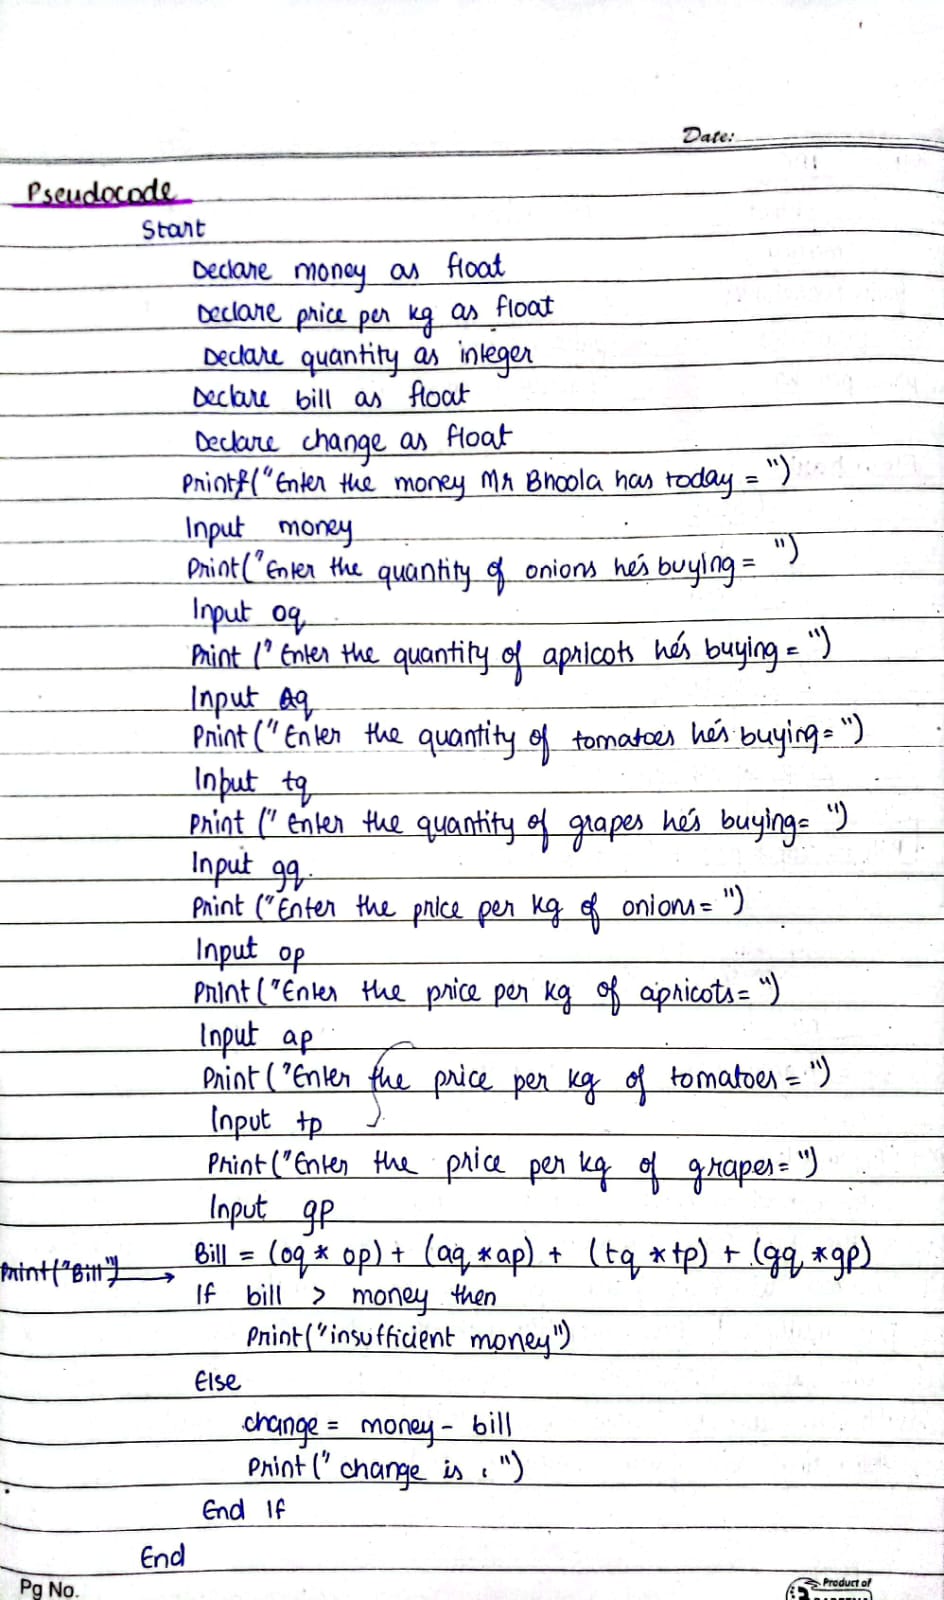 Date:
Pseudocode
Start
Declare money as float
Declare price per kg as float
Declare quantity as integer
Declare bill as float
Declare change as float
Printf("Enter the money Mr Bhoola has today = ")
Input money
Print("Enter the quantity of onions he's buying = ")
Input oq
Print ("Enter the quantity of apricots he's buying = ")
Input Aq
Print ("Enter the quantity of tomatoes he's buying = ")
Input tq
Print (" Enter the quantity of grapes he's buying= ")
Input gq.
Print ("Enter the price per kg of onions= ")
Input op
Print ("Enter the price per kg of apricots= ")
Input ap
Print ("Enter the price per kg of tomatoes = ")
Input tp
Print ("Enter the price per kg of grapes= ")
Input gp
Bill = (oq * op) + (aq * ap) + (tq * tp) + (gq * gp)
Print("Bill")
If bill > money then
Print("insufficient money")
Else
change = money - bill
Print (" change is : ")
End If
End
Pg No.
Product of